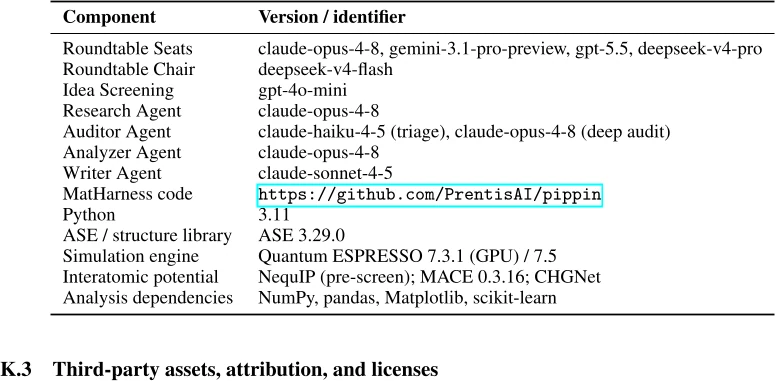 Component Version / identifier
Roundtable Seats claude-opus-4-8, gemini-3.1-pro-preview, gpt-5.5, deepseek-v4-pro
Roundtable Chair deepseek-v4-flash
Idea Screening gpt-4o-mini
Research Agent claude-opus-4-8
Auditor Agent claude-haiku-4-5 (triage), claude-opus-4-8 (deep audit)
Analyzer Agent claude-opus-4-8
Writer Agent claude-sonnet-4-5
MatHarness code https://github.com/PrentisAI/pippin
Python 3.11
ASE / structure library ASE 3.29.0
Simulation engine Quantum ESPRESSO 7.3.1 (GPU) / 7.5
Interatomic potential NequIP (pre-screen); MACE 0.3.16; CHGNet
Analysis dependencies NumPy, pandas, Matplotlib, scikit-learn
K.3 Third-party assets, attribution, and licenses